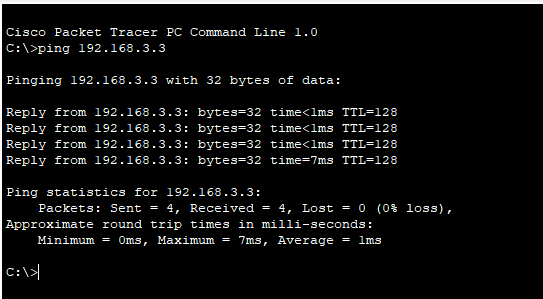 Cisco Packet Tracer PC Command Line 1.0
C:\>ping 192.168.3.3
Pinging 192.168.3.3 with 32 bytes of data:
Reply from 192.168.3.3: bytes=32 time<1ms TTL=128
Reply from 192.168.3.3: bytes=32 time<1ms TTL=128
Reply from 192.168.3.3: bytes=32 time<1ms TTL=128
Reply from 192.168.3.3: bytes=32 time=7ms TTL=128
Ping statistics for 192.168.3.3:
    Packets: Sent = 4, Received = 4, Lost = 0 (0% loss),
Approximate round trip times in milli-seconds:
    Minimum = 0ms, Maximum = 7ms, Average = 1ms
C:\>